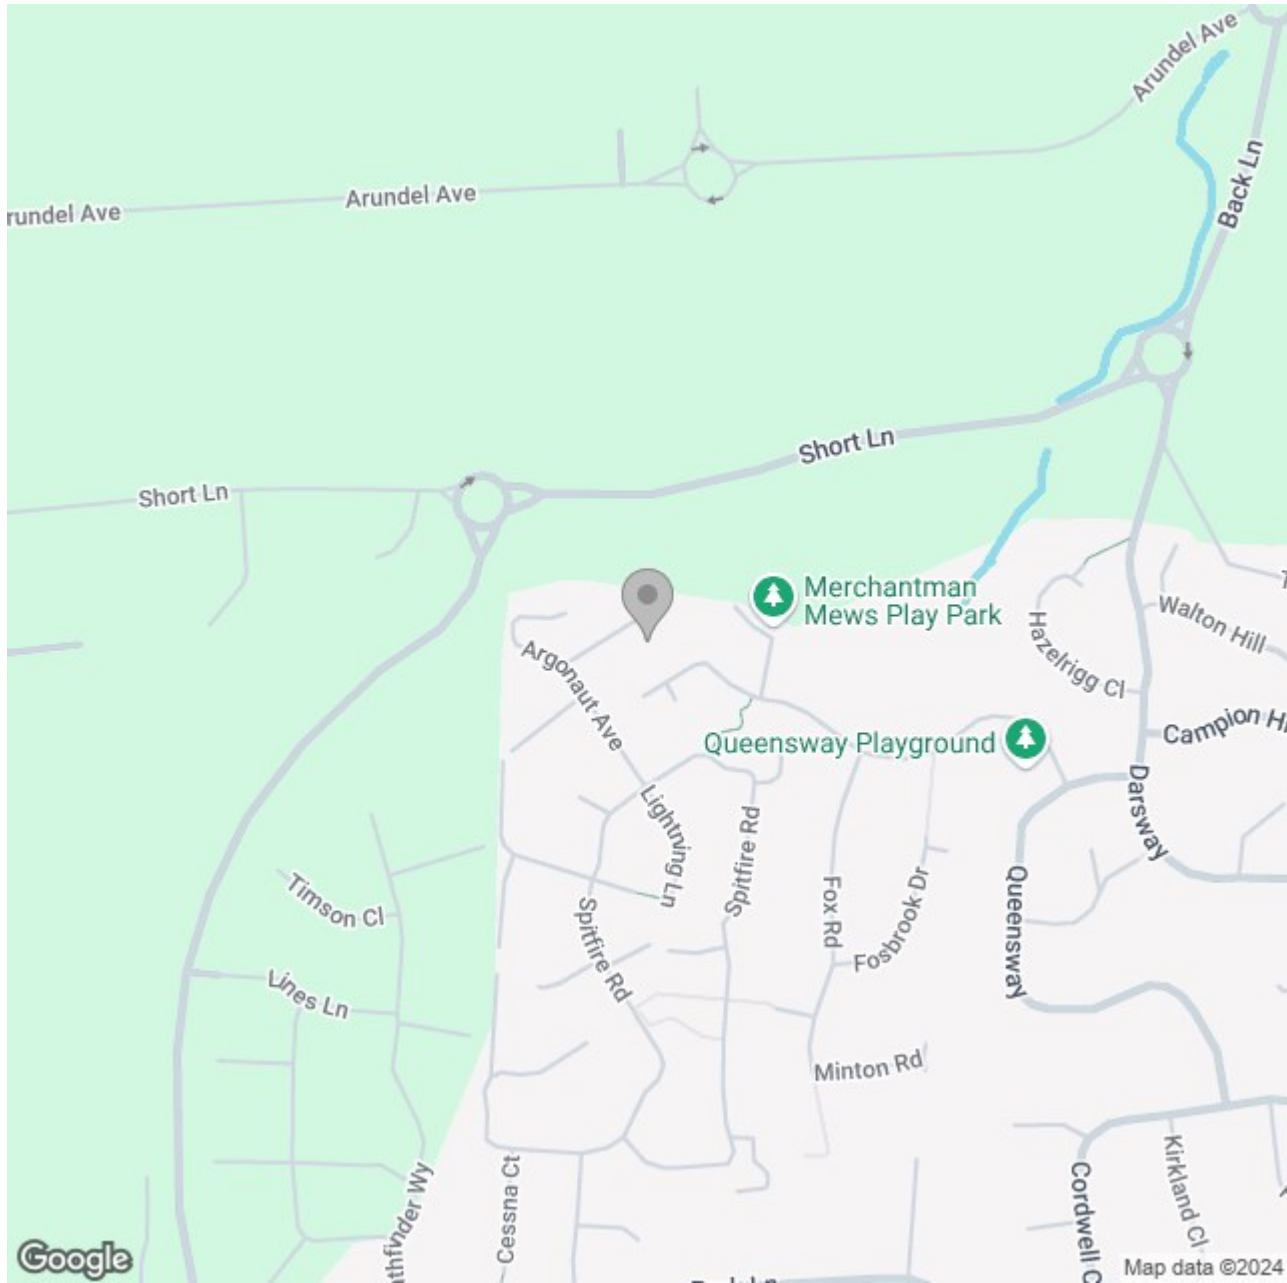 Arundel Ave
Back Ln
Arundel Ave
rundel Ave
Short Ln
Short Ln
Merchantman
Mews Play Park
Walton Hill
Hazelrigg Cl
Argonaut Ave
Campion Hi
Queensway Playground
Darsway
Lightning Ln
Spitfire Rd
Timson Cl
Fox Rd
Queensway
Fosbrook Dr
Spitfire Rd
Lines Ln
Minton Rd
Kirkland Cl
Cordwell C
Cessna Ct
athfinder Wy
Google
Map data ©2024